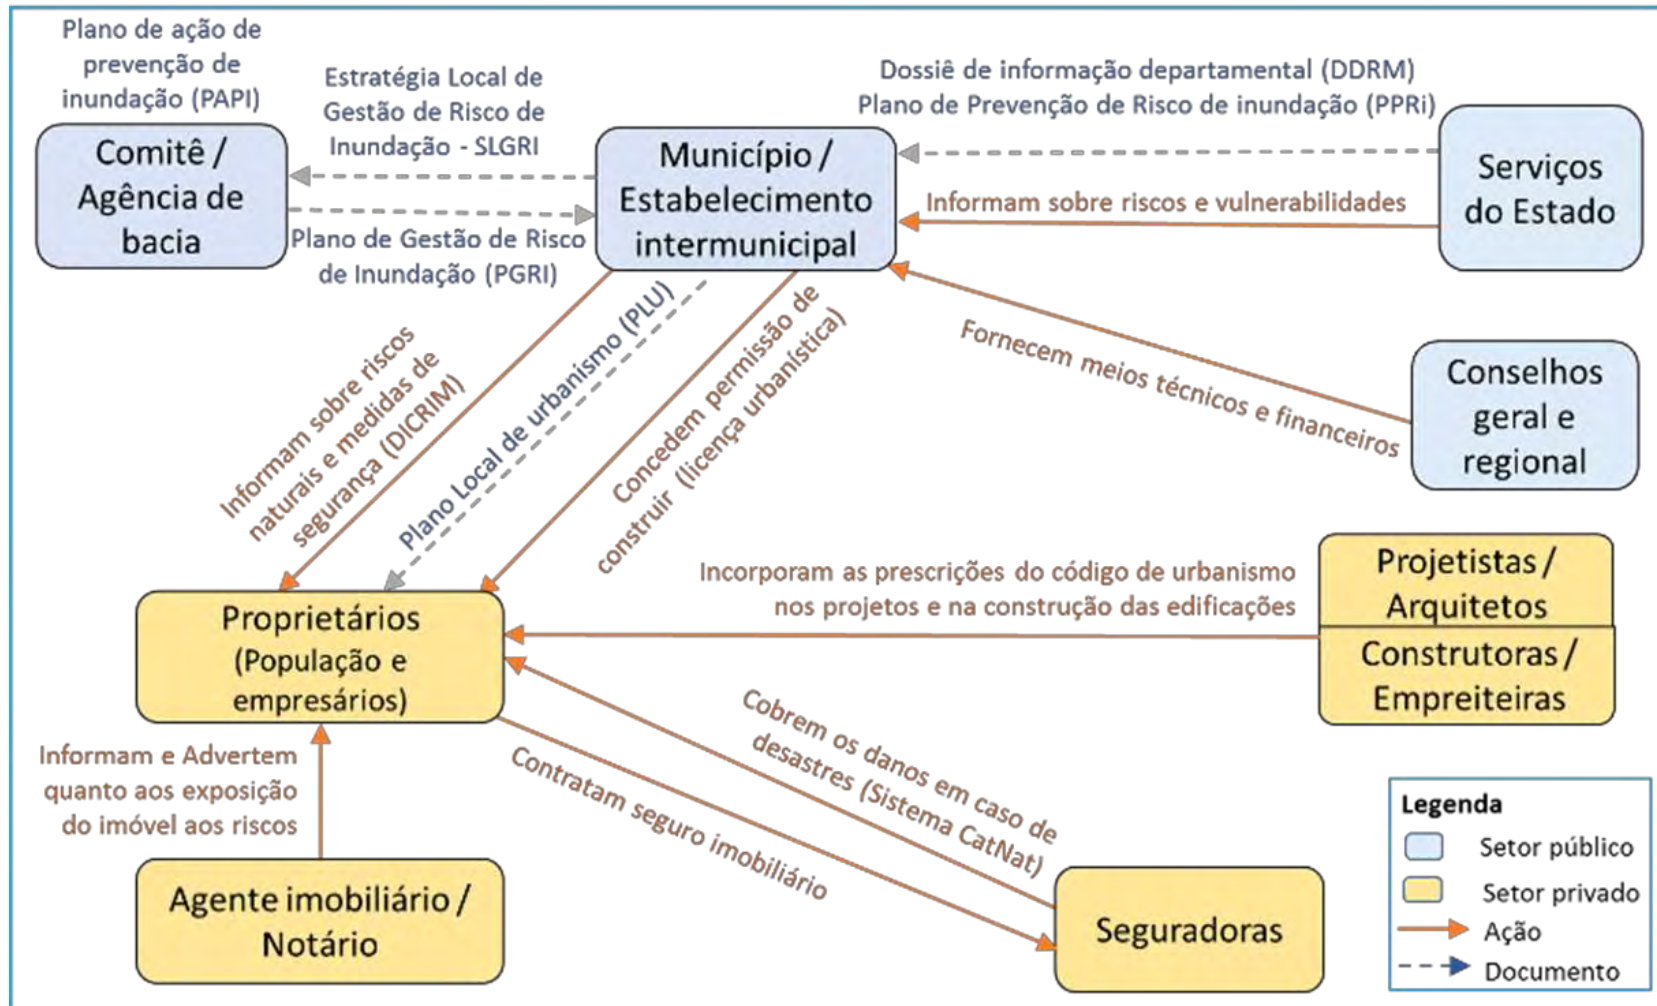 Plano de ação de
prevenção de
inundação (PAPI)
Estratégia Local de
Gestão de Risco de
Inundação - SLGRI
Dossiê de informação departamental (DDRM)
Plano de Prevenção de Risco de inundação (PPRi)
Comitê /
Agência de
bacia
Município /
Estabelecimento
intermunicipal
Serviços
do Estado
Informam sobre riscos e vulnerabilidades
Plano de Gestão de Risco
de Inundação (PGRI)
Fornecem meios técnicos e financeiros
Conselhos
geral e
regional
Informam sobre riscos
naturais e medidas de
segurança (DICRIM)
Plano Local de urbanismo (PLU)
Concedem permissão de
construir (licença urbanística)
Incorporam as prescrições do código de urbanismo
nos projetos e na construção das edificações
Projetistas /
Arquitetos
Construtoras /
Empreiteiras
Proprietários
(População e
empresários)
Cobrem os danos em caso de
desastres (Sistema CatNat)
Contratam seguro imobiliário
Informam e Advertem
quanto aos exposição
do imóvel aos riscos
Agente imobiliário /
Notário
Seguradoras
Legenda
Setor público
Setor privado
Ação
Documento